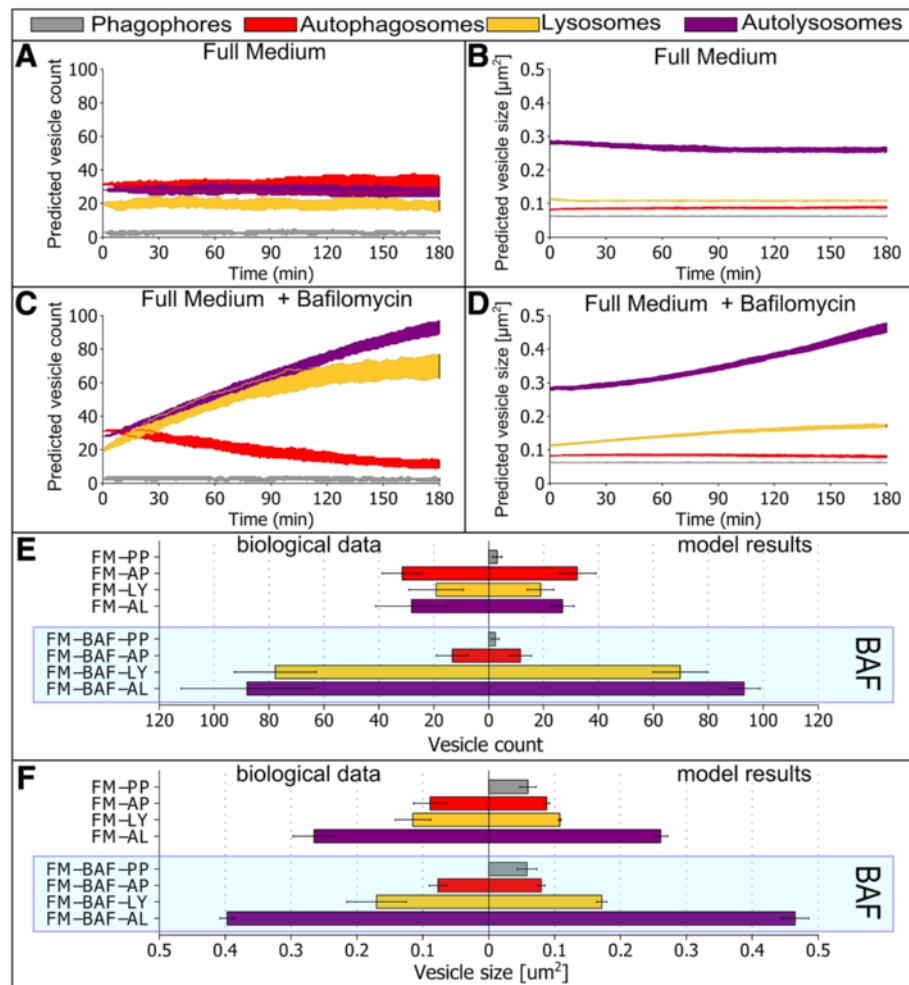 Phagophores Autophagosomes Lysosomes Autolysosomes
A Full Medium
Predicted vesicle count
100
80
60
40
20
0
0 30 60 90 120 150 180
Time (min)
B Full Medium
Predicted vesicle size [µm²]
0.5
0.4
0.3
0.2
0.1
0
0 30 60 90 120 150 180
Time (min)
C Full Medium + Bafilomycin
Predicted vesicle count
100
80
60
40
20
0
0 30 60 90 120 150 180
Time (min)
D Full Medium + Bafilomycin
Predicted vesicle size [µm²]
0.5
0.4
0.3
0.2
0.1
0
0 30 60 90 120 150 180
Time (min)
E biological data model results
FM-PP
FM-AP
FM-LY
FM-AL
FM-BAF-PP
FM-BAF-AP
FM-BAF-LY
FM-BAF-AL
BAF
120 100 80 60 40 20 0 20 40 60 80 100 120
Vesicle count
F biological data model results
FM-PP
FM-AP
FM-LY
FM-AL
FM-BAF-PP
FM-BAF-AP
FM-BAF-LY
FM-BAF-AL
BAF
0.5 0.4 0.3 0.2 0.1 0 0.1 0.2 0.3 0.4 0.5
Vesicle size [um²]